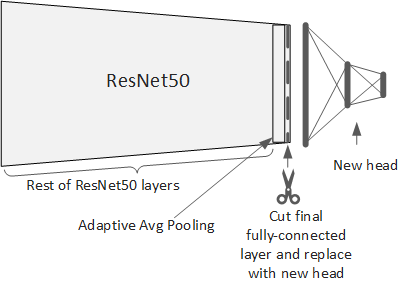 ResNet50
Rest of ResNet50 layers
New head
Adaptive Avg Pooling
Cut final
fully-connected
layer and replace
with new head